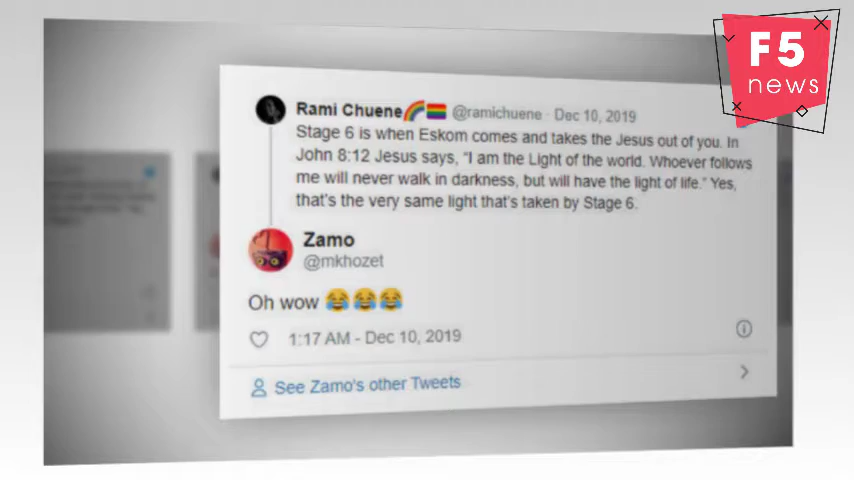 F5
news
Rami Chuene🌈🏳️‍🌈 @ramichuene · Dec 10, 2019
Stage 6 is when Eskom comes and takes the Jesus out of you. In
John 8:12 Jesus says, "I am the Light of the world. Whoever follows
me will never walk in darkness, but will have the light of life." Yes,
that's the very same light that's taken by Stage 6.
Zamo
@mkhozet
Oh wow 😂😂😂
1:17 AM - Dec 10, 2019
See Zamo's other Tweets